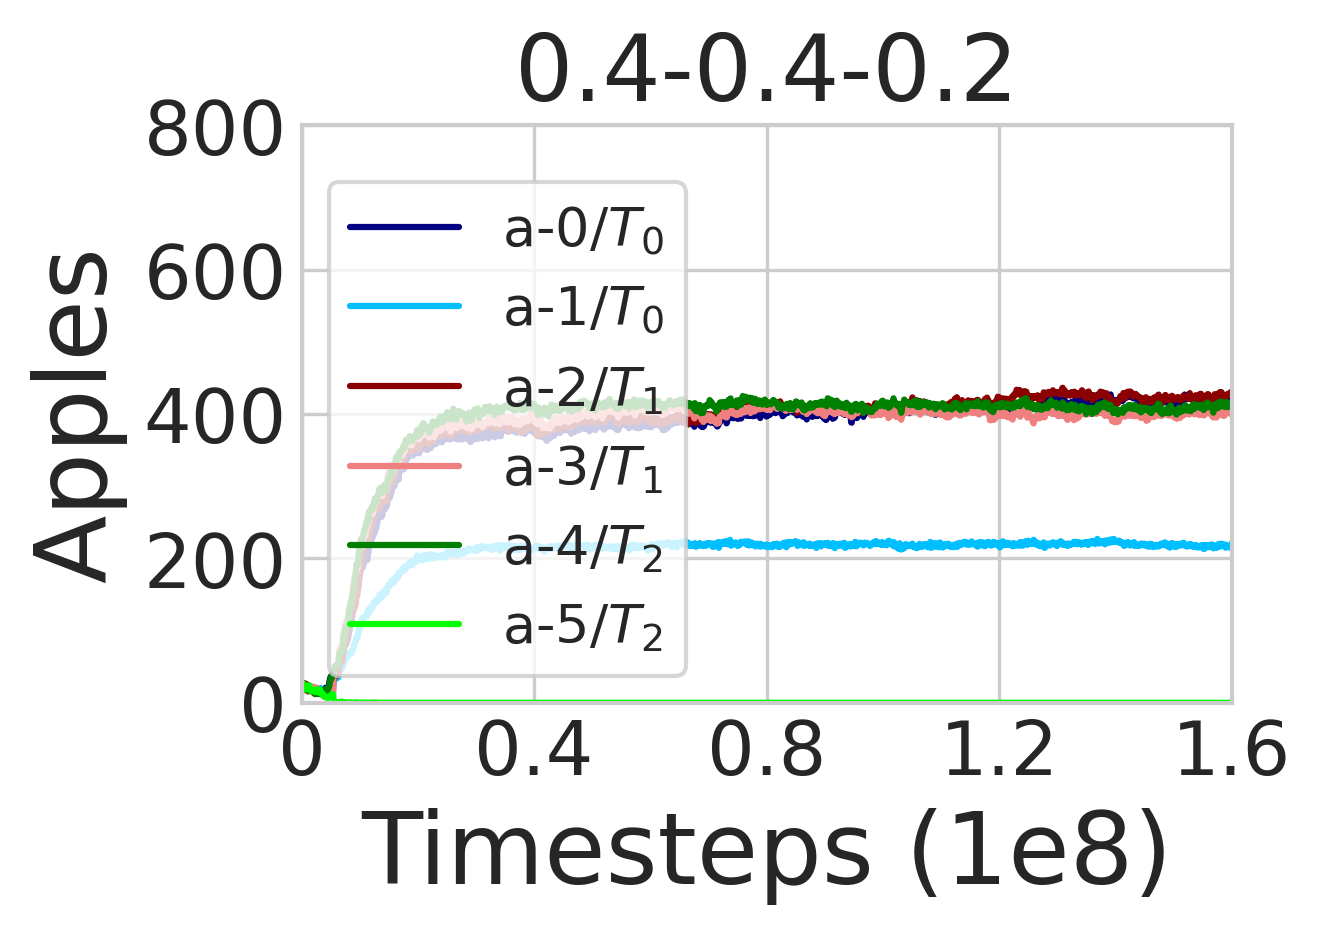 0.4-0.4-0.2
800
600
400
200
0
Apples
a-0/T₀
a-1/T₀
a-2/T₁
a-3/T₁
a-4/T₂
a-5/T₂
0 0.4 0.8 1.2 1.6
Timesteps (1e8)